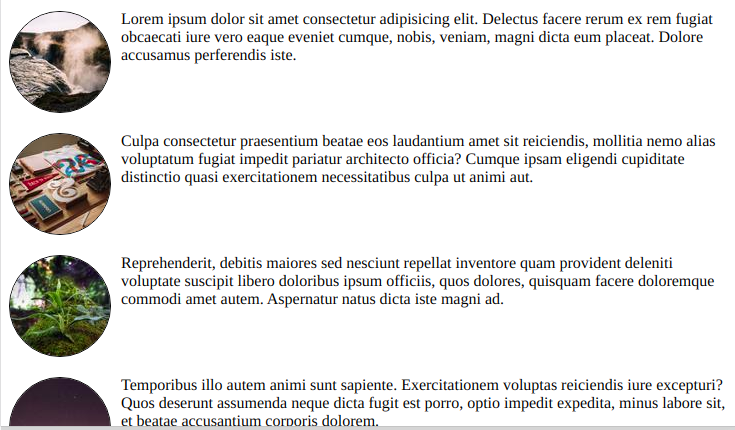 Lorem ipsum dolor sit amet consectetur adipisicing elit. Delectus facere rerum ex rem fugiat
obcaecati iure vero eaque eveniet cumque, nobis, veniam, magni dicta eum placeat. Dolore
accusamus perferendis iste.
Culpa consectetur praesentium beatae eos laudantium amet sit reiciendis, mollitia nemo alias
voluptatum fugiat impedit pariatur architecto officia? Cumque ipsam eligendi cupiditate
distinctio quasi exercitationem necessitatibus culpa ut animi aut.
Reprehenderit, debitis maiores sed nesciunt repellat inventore quam provident deleniti
voluptate suscipit libero doloribus ipsum officiis, quos dolores, quisquam facere doloremque
commodi amet autem. Aspernatur natus dicta iste magni ad.
Temporibus illo autem animi sunt sapiente. Exercitationem voluptas reiciendis iure excepturi?
Quos deserunt assumenda neque dicta fugit est porro, optio impedit expedita, minus labore sit,
et beatae accusantium corporis dolorem.